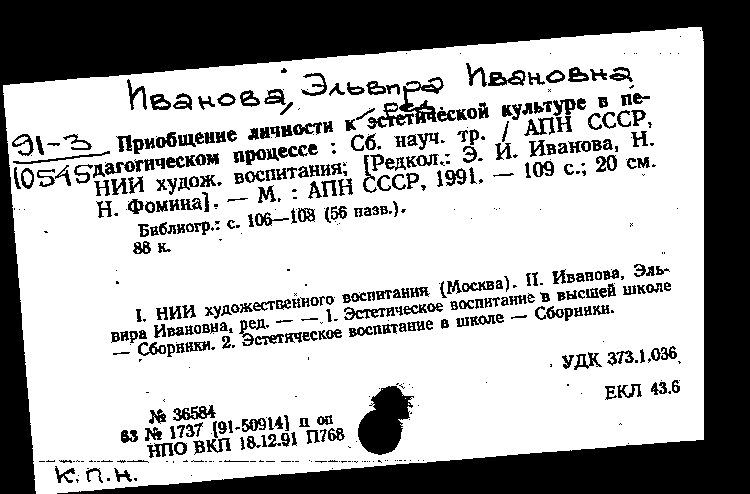 Иванова, Эльвира Ивановна
ред.
91-3
10545
Приобщение личности к эстетической культуре в пе-
дагогическом процессе : Сб. науч. тр. / АПН СССР,
НИИ худож. воспитания; [Редкол.: Э. И. Иванова, Н.
Н. Фомина]. — М. : АПН СССР, 1991. — 109 с.; 20 см.
Библиогр.: с. 106—108 (56 назв.).
88 к.
I. НИИ художественного воспитания (Москва). II. Иванова, Эль-
вира Ивановна, ред. — — 1. Эстетическое воспитание в высшей школе
— Сборники. 2. Эстетическое воспитание в школе — Сборники.
УДК 373.1.036
ЕКЛ 43.6
№ 36584
63 № 1737 [91-50914] п оп
НПО ВКП 18.12.91 П768
К.П.Н.